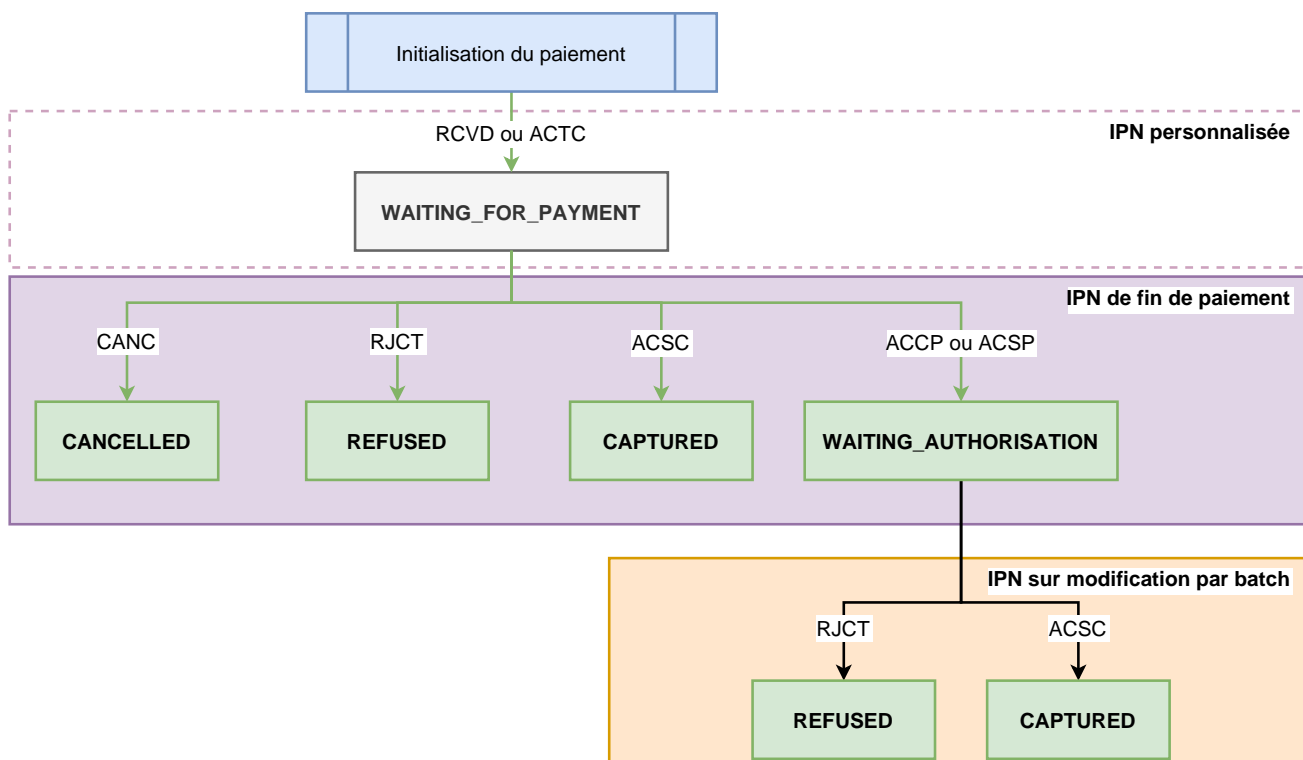 Initialisation du paiement
IPN personnalisée
RCVD ou ACTC
WAITING_FOR_PAYMENT
IPN de fin de paiement
CANC
RJCT
ACSC
ACCP ou ACSP
CANCELLED
REFUSED
CAPTURED
WAITING_AUTHORISATION
IPN sur modification par batch
RJCT
ACSC
REFUSED
CAPTURED